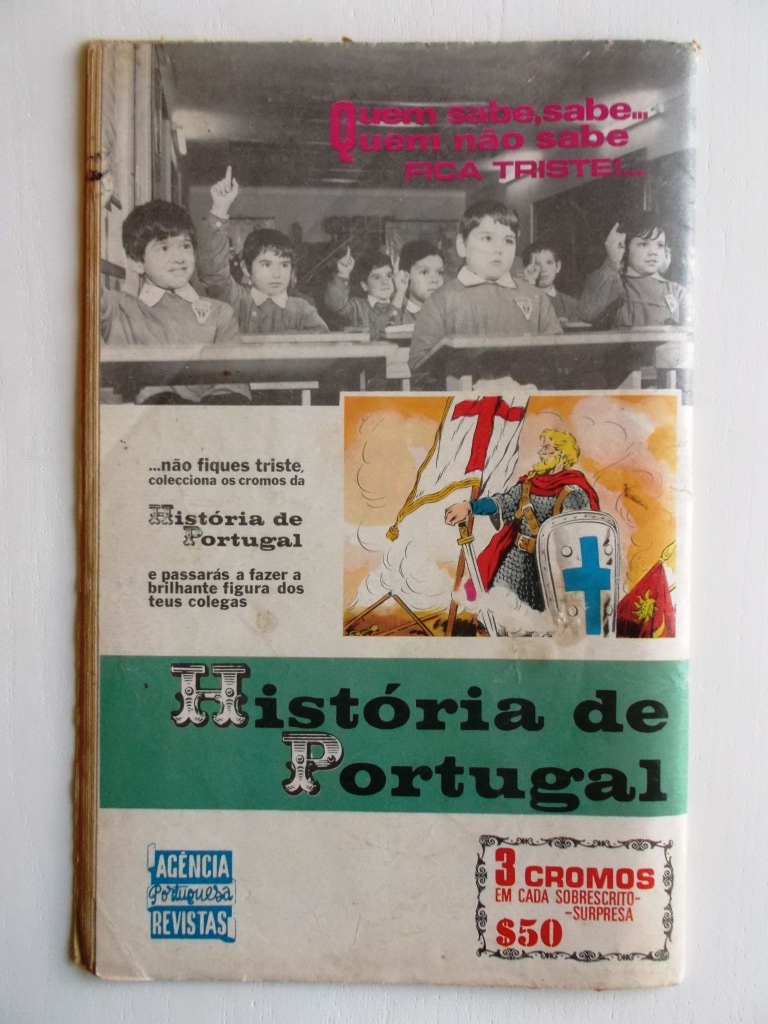 Quem sabe, sabe...
Quem não sabe
FICA TRISTE!...
...não fiques triste,
colecciona os cromos da
História de
Portugal
e passarás a fazer a
brilhante figura dos
teus colegas
História de
Portugal
AGÊNCIA
Portuguesa
REVISTAS
3 CROMOS
EM CADA SOBRESCRITO-
-SURPRESA
$50